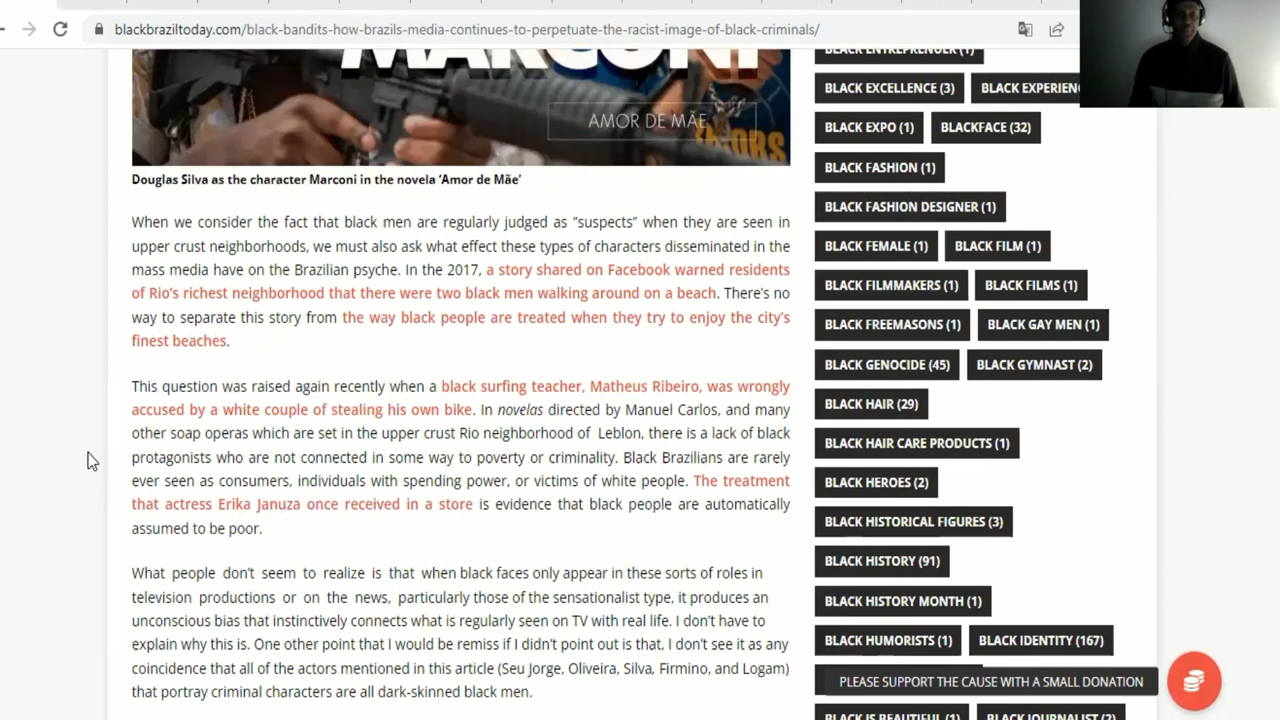 blackbraziltoday.com/black-bandits-how-brazils-media-continues-to-perpetuate-the-racist-image-of-black-criminals/
MARCONI
AMOR DE MÃE
Douglas Silva as the character Marconi in the novela ‘Amor de Mãe’
When we consider the fact that black men are regularly judged as “suspects” when they are seen in
upper crust neighborhoods, we must also ask what effect these types of characters disseminated in the
mass media have on the Brazilian psyche. In the 2017, a story shared on Facebook warned residents
of Rio’s richest neighborhood that there were two black men walking around on a beach. There’s no
way to separate this story from the way black people are treated when they try to enjoy the city’s
finest beaches.
This question was raised again recently when a black surfing teacher, Matheus Ribeiro, was wrongly
accused by a white couple of stealing his own bike. In novelas directed by Manuel Carlos, and many
other soap operas which are set in the upper crust Rio neighborhood of Leblon, there is a lack of black
protagonists who are not connected in some way to poverty or criminality. Black Brazilians are rarely
ever seen as consumers, individuals with spending power, or victims of white people. The treatment
that actress Erika Januza once received in a store is evidence that black people are automatically
assumed to be poor.
What people don’t seem to realize is that when black faces only appear in these sorts of roles in
television productions or on the news, particularly those of the sensationalist type, it produces an
unconscious bias that instinctively connects what is regularly seen on TV with real life. I don’t have to
explain why this is. One other point that I would be remiss if I didn’t point out is that, I don’t see it as any
coincidence that all of the actors mentioned in this article (Seu Jorge, Oliveira, Silva, Firmino, and Logam)
that portray criminal characters are all dark-skinned black men.
BLACK ENTREPRENUER (1)
BLACK EXCELLENCE (3) BLACK EXPERIEN
BLACK EXPO (1) BLACKFACE (32)
BLACK FASHION (1)
BLACK FASHION DESIGNER (1)
BLACK FEMALE (1) BLACK FILM (1)
BLACK FILMMAKERS (1) BLACK FILMS (1)
BLACK FREEMASONS (1) BLACK GAY MEN (1)
BLACK GENOCIDE (45) BLACK GYMNAST (2)
BLACK HAIR (29)
BLACK HAIR CARE PRODUCTS (1)
BLACK HEROES (2)
BLACK HISTORICAL FIGURES (3)
BLACK HISTORY (91)
BLACK HISTORY MONTH (1)
BLACK HUMORISTS (1) BLACK IDENTITY (167)
PLEASE SUPPORT THE CAUSE WITH A SMALL DONATION
BLACK IS BEAUTIFUL (1) BLACK JOURNALIST (2)